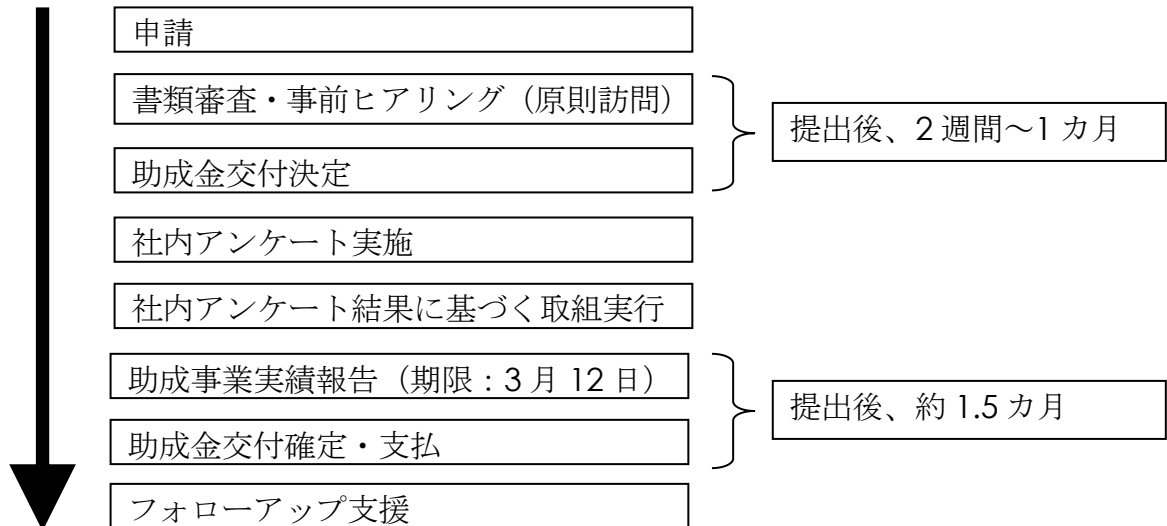 申請
書類審査・事前ヒアリング（原則訪問）
提出後、2 週間～1 カ月
助成金交付決定
社内アンケート実施
社内アンケート結果に基づく取組実行
助成事業実績報告（期限：3 月 12 日）
提出後、約 1.5 カ月
助成金交付確定・支払
フォローアップ支援